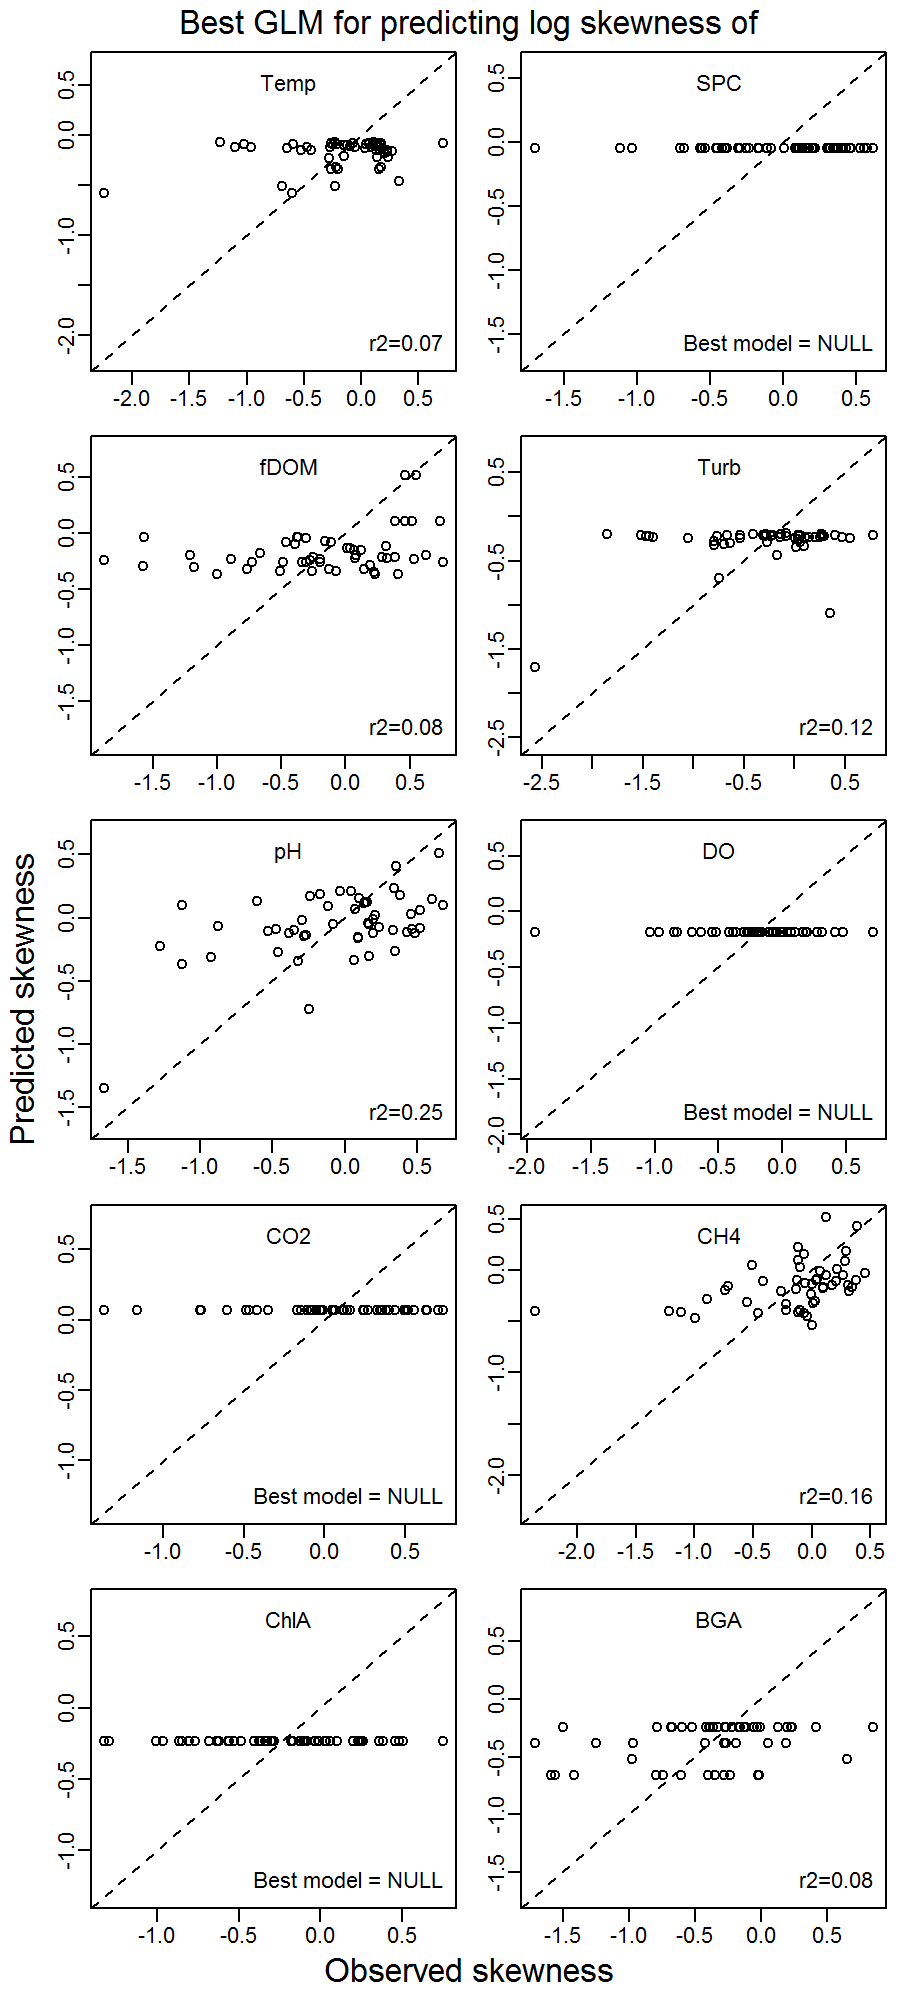 Best GLM for predicting log skewness of
Temp
0.5
0.0
-1.0
-2.0
r2=0.07
-2.0 -1.5 -1.0 -0.5 0.0 0.5
SPC
0.5
0.0
-0.5
-1.0
-1.5
Best model = NULL
-1.5 -1.0 -0.5 0.0 0.5
fDOM
0.5
0.0
-0.5
-1.0
-1.5
r2=0.08
-1.5 -1.0 -0.5 0.0 0.5
Turb
0.5
-0.5
-1.5
-2.5
r2=0.12
-2.5 -1.5 -0.5 0.5
Predicted skewness
pH
0.5
0.0
-0.5
-1.0
-1.5
r2=0.25
-1.5 -1.0 -0.5 0.0 0.5
DO
0.5
0.0
-0.5
-1.0
-1.5
-2.0
Best model = NULL
-2.0 -1.5 -1.0 -0.5 0.0 0.5
CO2
0.5
0.0
-0.5
-1.0
Best model = NULL
-1.0 -0.5 0.0 0.5
CH4
0.5
0.0
-1.0
-2.0
r2=0.16
-2.0 -1.5 -1.0 -0.5 0.0 0.5
ChlA
0.5
0.0
-0.5
-1.0
Best model = NULL
-1.0 -0.5 0.0 0.5
BGA
0.5
0.0
-0.5
-1.0
-1.5
r2=0.08
-1.5 -1.0 -0.5 0.0 0.5
Observed skewness